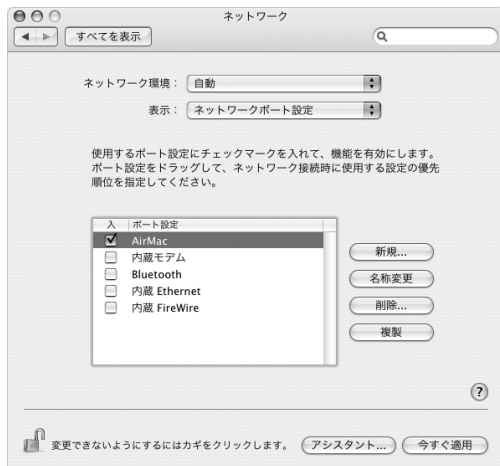 ネットワーク
すべてを表示
ネットワーク環境： 自動
表示： ネットワークポート設定
使用するポート設定にチェックマークを入れて、機能を有効にします。
ポート設定をドラッグして、ネットワーク接続時に使用する設定の優先
順位を指定してください。
入 ポート設定
AirMac
内蔵モデム
Bluetooth
内蔵 Ethernet
内蔵 FireWire
新規...
名称変更
削除...
複製
?
変更できないようにするにはカギをクリックします。 アシスタント... 今すぐ適用